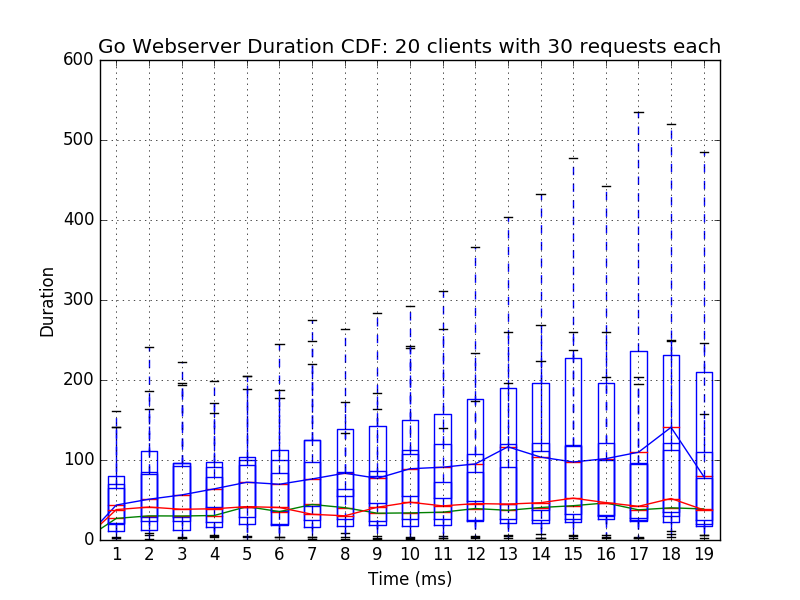 Go Webserver Duration CDF: 20 clients with 30 requests each
600
500
400
300
200
100
0
Duration
1 2 3 4 5 6 7 8 9 10 11 12 13 14 15 16 17 18 19
Time (ms)